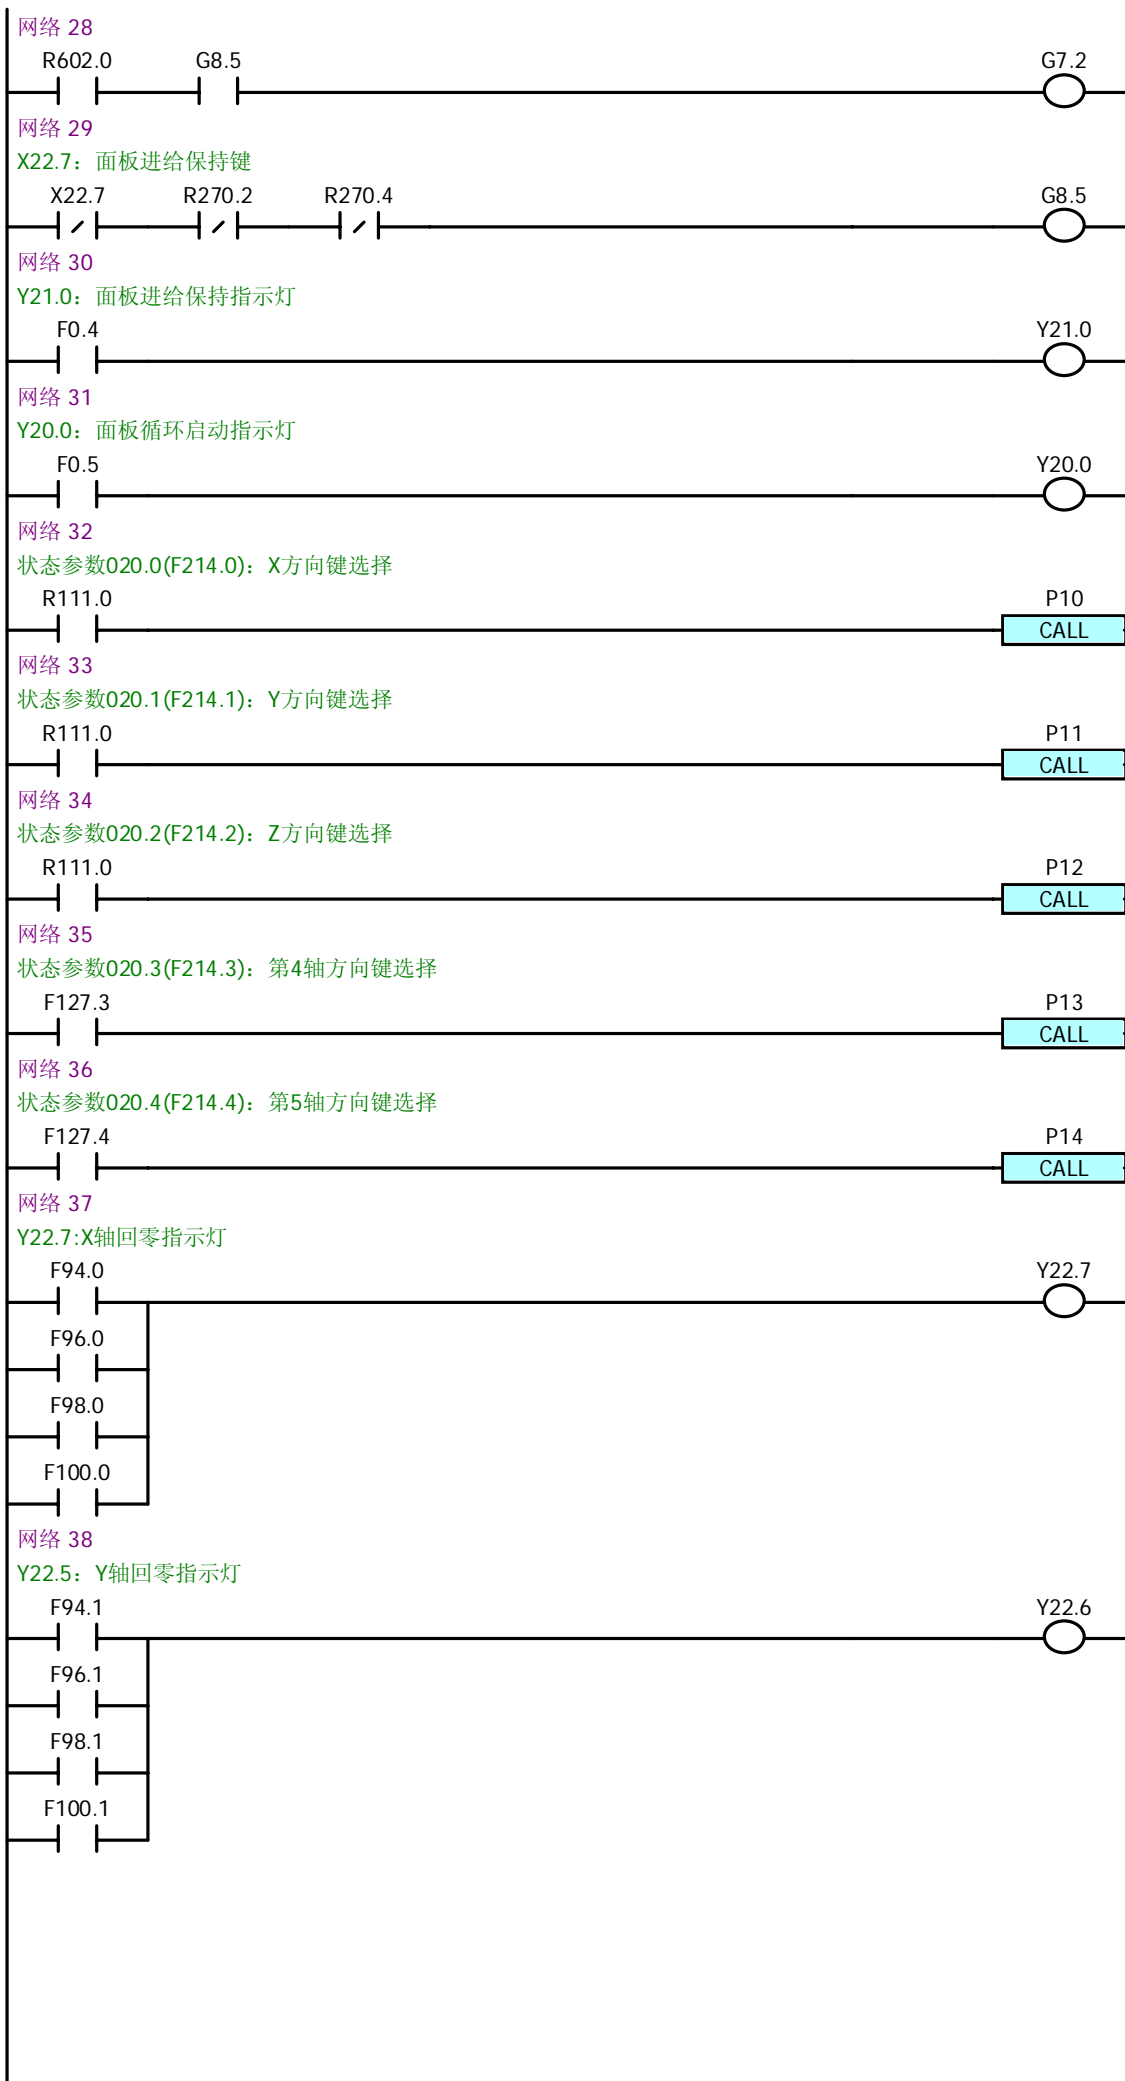 网络 28
R602.0 G8.5 G7.2
网络 29
X22.7：面板进给保持键
X22.7 R270.2 R270.4 G8.5
网络 30
Y21.0：面板进给保持指示灯
F0.4 Y21.0
网络 31
Y20.0：面板循环启动指示灯
F0.5 Y20.0
网络 32
状态参数020.0(F214.0)：X方向键选择
R111.0 P10
CALL
网络 33
状态参数020.1(F214.1)：Y方向键选择
R111.0 P11
CALL
网络 34
状态参数020.2(F214.2)：Z方向键选择
R111.0 P12
CALL
网络 35
状态参数020.3(F214.3)：第4轴方向键选择
F127.3 P13
CALL
网络 36
状态参数020.4(F214.4)：第5轴方向键选择
F127.4 P14
CALL
网络 37
Y22.7:X轴回零指示灯
F94.0 Y22.7
F96.0
F98.0
F100.0
网络 38
Y22.5：Y轴回零指示灯
F94.1 Y22.6
F96.1
F98.1
F100.1